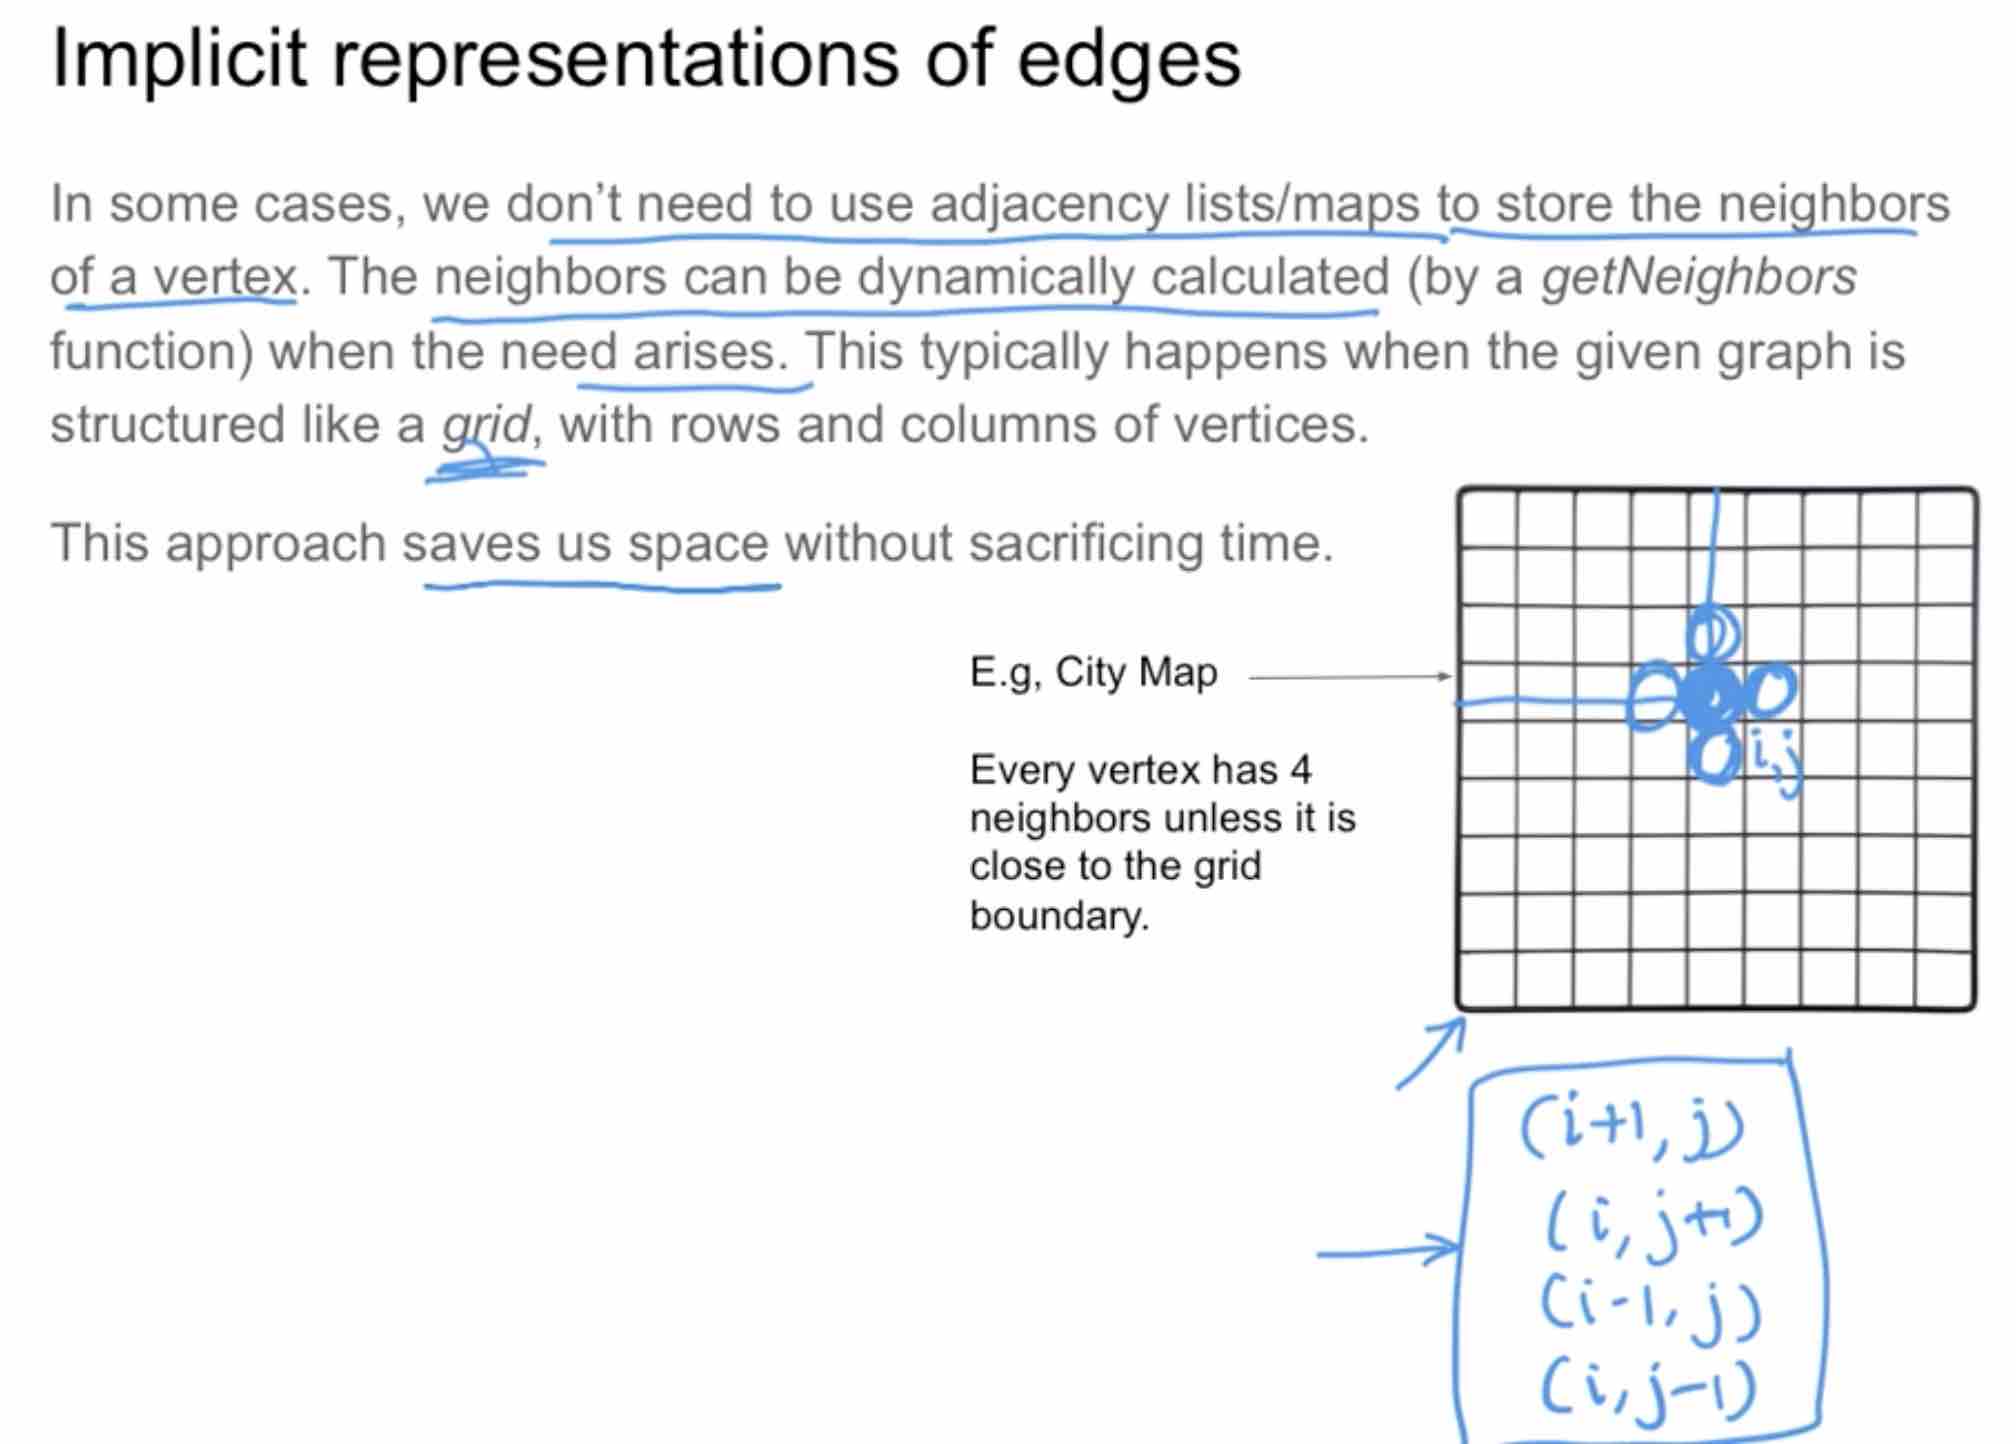 Implicit representations of edges
In some cases, we don’t need to use adjacency lists/maps to store the neighbors
of a vertex. The neighbors can be dynamically calculated (by a getNeighbors
function) when the need arises. This typically happens when the given graph is
structured like a grid, with rows and columns of vertices.
This approach saves us space without sacrificing time.
E.g, City Map
Every vertex has 4
neighbors unless it is
close to the grid
boundary.
i,j
(i+1, j)
(i, j+1)
(i-1, j)
(i, j-1)